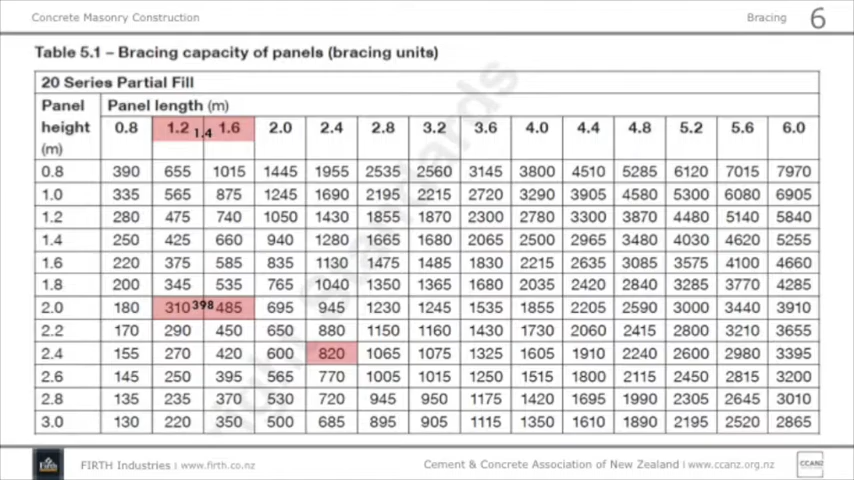 Concrete Masonry Construction
Bracing 6
Table 5.1 – Bracing capacity of panels (bracing units)
20 Series Partial Fill
Panel height (m) Panel length (m)
0.8 1.2 1.4 1.6 2.0 2.4 2.8 3.2 3.6 4.0 4.4 4.8 5.2 5.6 6.0
0.8 390 655 1015 1445 1955 2535 2560 3145 3800 4510 5285 6120 7015 7970
1.0 335 565 875 1245 1690 2195 2215 2720 3290 3905 4580 5300 6080 6905
1.2 280 475 740 1050 1430 1855 1870 2300 2780 3300 3870 4480 5140 5840
1.4 250 425 660 940 1280 1665 1680 2065 2500 2965 3480 4030 4620 5255
1.6 220 375 585 835 1130 1475 1485 1830 2215 2635 3085 3575 4100 4660
1.8 200 345 535 765 1040 1350 1365 1680 2035 2420 2840 3285 3770 4285
2.0 180 310 398 485 695 945 1230 1245 1535 1855 2205 2590 3000 3440 3910
2.2 170 290 450 650 880 1150 1160 1430 1730 2060 2415 2800 3210 3655
2.4 155 270 420 600 820 1065 1075 1325 1605 1910 2240 2600 2980 3395
2.6 145 250 395 565 770 1005 1015 1250 1515 1800 2115 2450 2815 3200
2.8 135 235 370 530 720 945 950 1175 1420 1695 1990 2305 2645 3010
3.0 130 220 350 500 685 895 905 1115 1350 1610 1890 2195 2520 2865
FIRTH Industries | www.firth.co.nz
Cement & Concrete Association of New Zealand | www.ccanz.org.nz
CCANZ